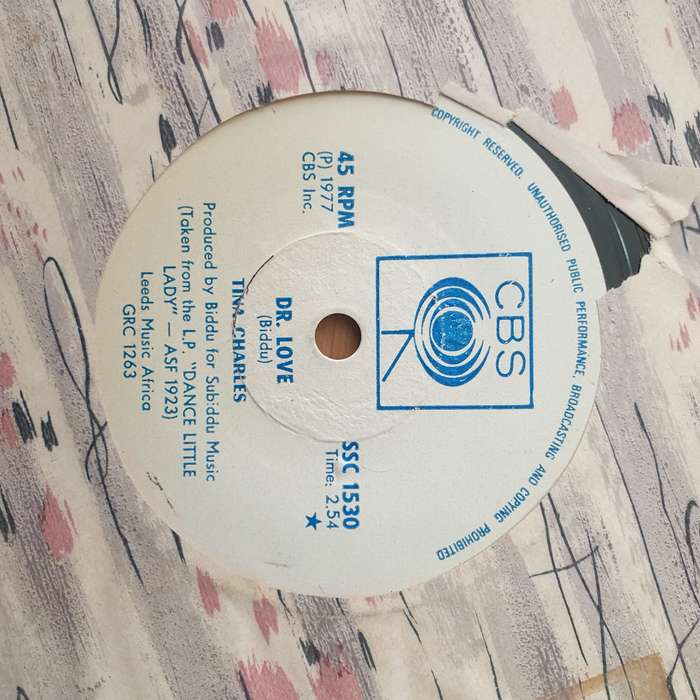 COPYRIGHT RESERVED. UNAUTHORISED PUBLIC PERFORMANCE, BROADCASTING AND COPYING PROHIBITED
CBS
45 RPM
(P) 1977
CBS Inc.
SSC 1530
Time: 2.54
DR. LOVE
(Biddu)
TINA CHARLES
Produced by Biddu for Subiddu Music
(Taken from the L.P. "DANCE LITTLE
LADY" — ASF 1923)
Leeds Music Africa
GRC 1263